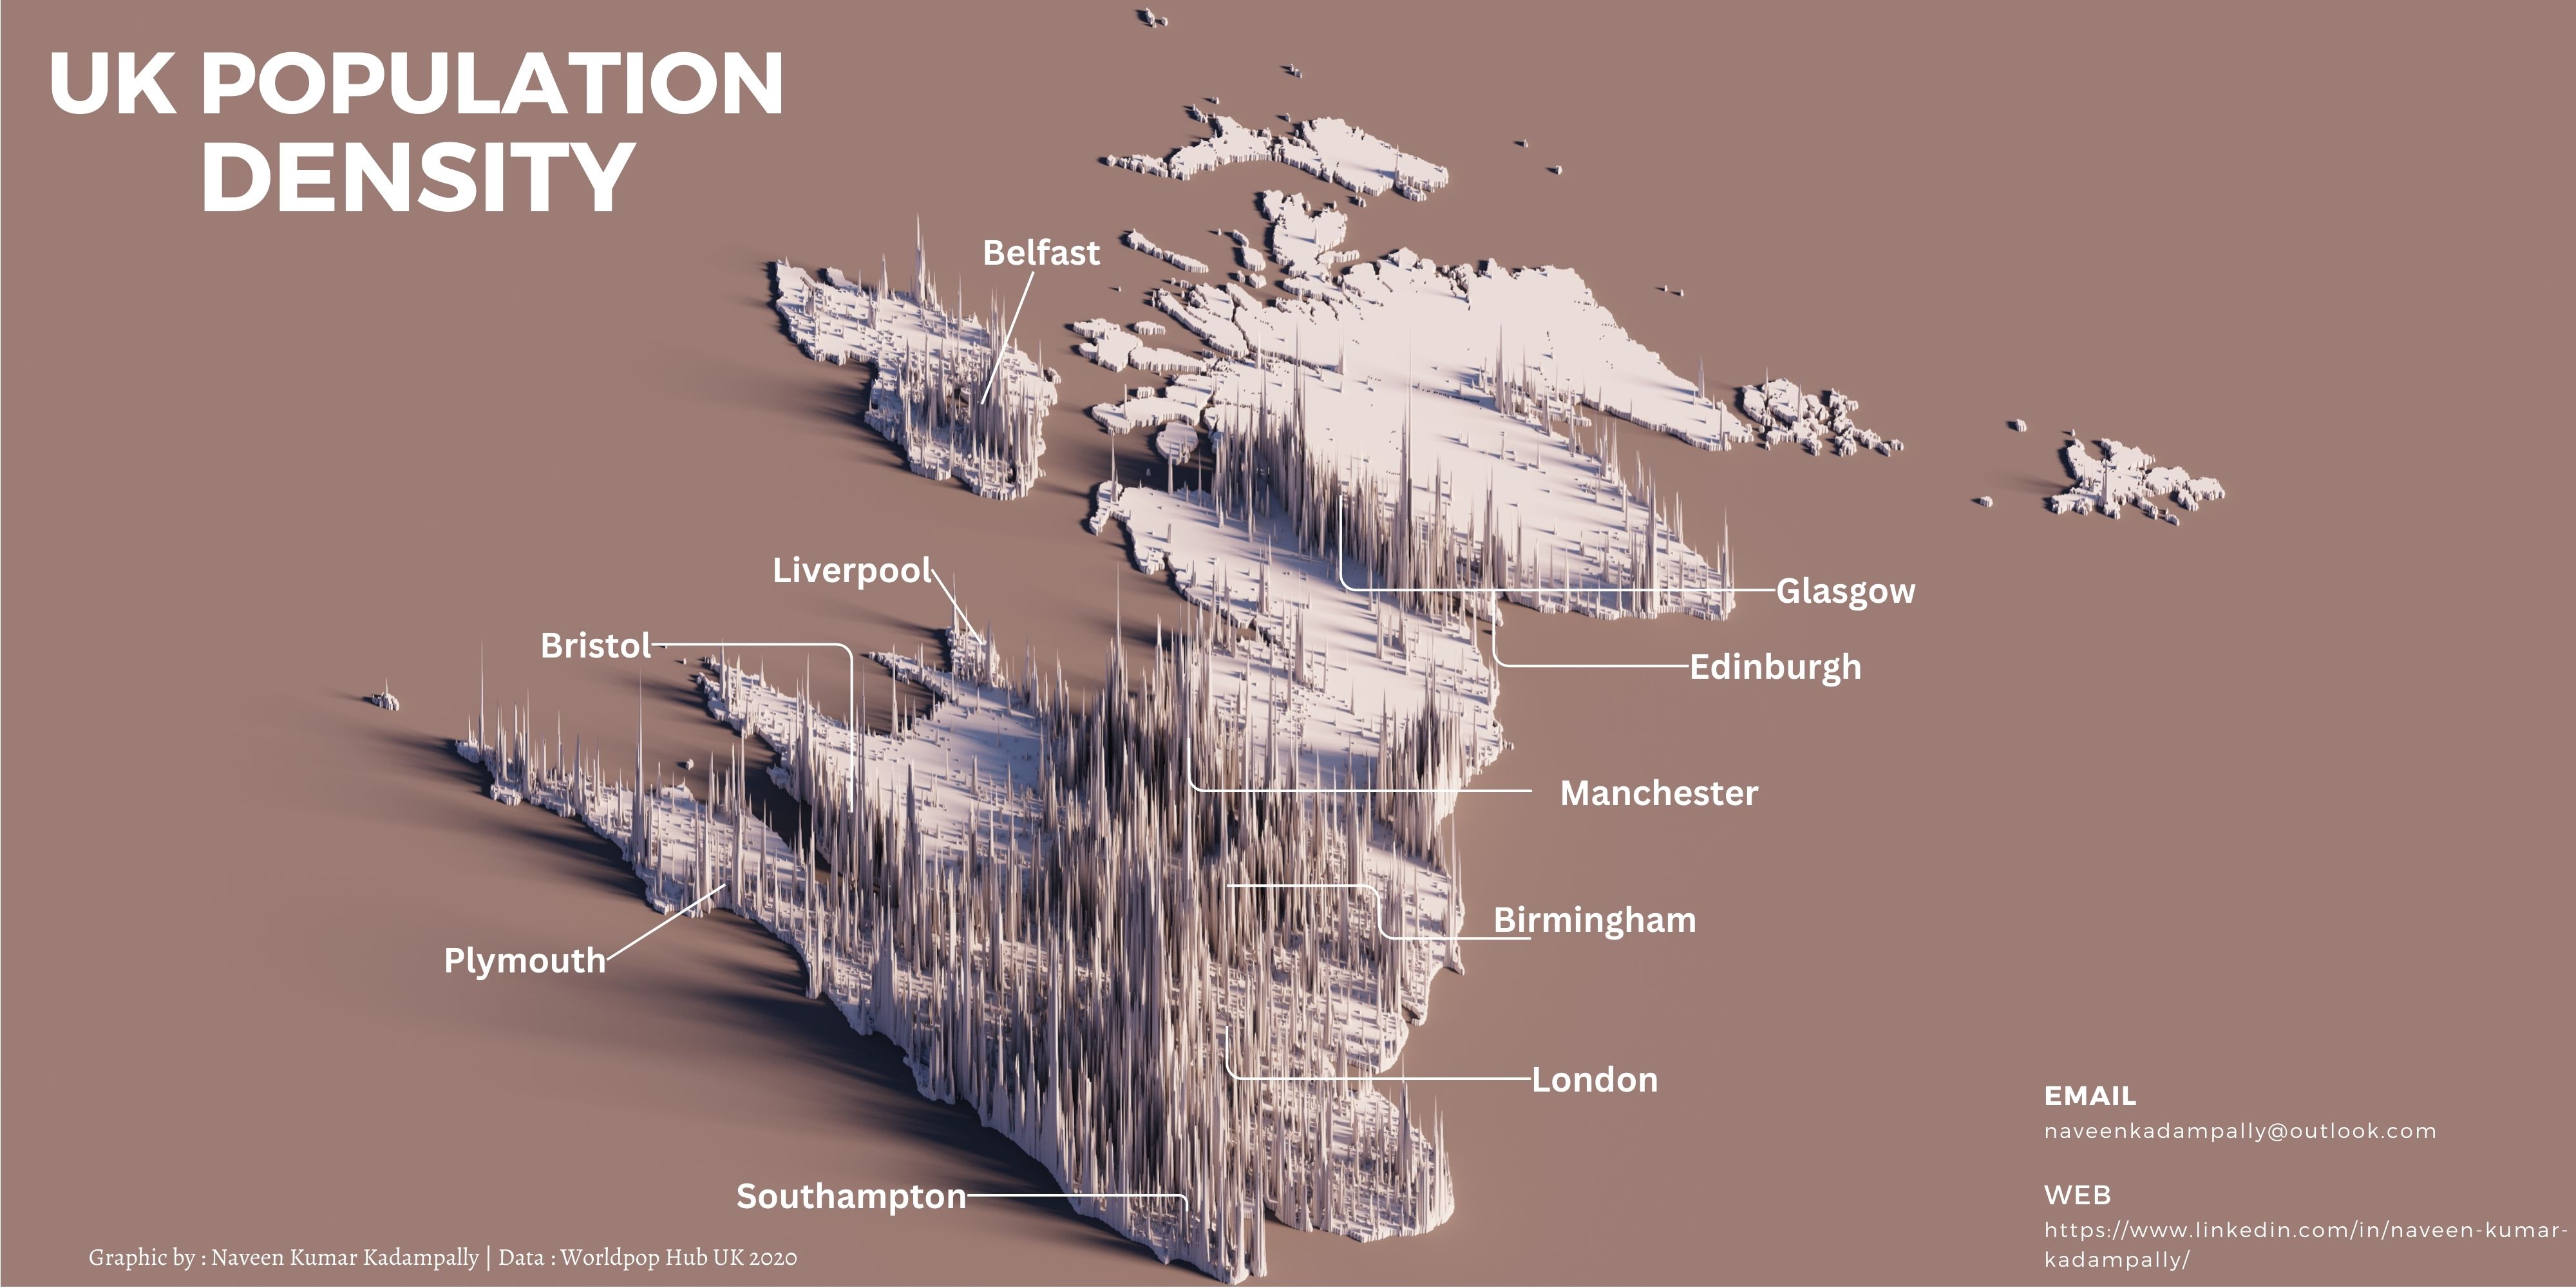 UK POPULATION
DENSITY
Belfast
Liverpool
Bristol
Glasgow
Edinburgh
Manchester
Birmingham
Plymouth
London
Southampton
EMAIL
naveenkadampally@outlook.com
WEB
https://www.linkedin.com/in/naveen-kumar-
kadampally/
Graphic by : Naveen Kumar Kadampally | Data : Worldpop Hub UK 2020